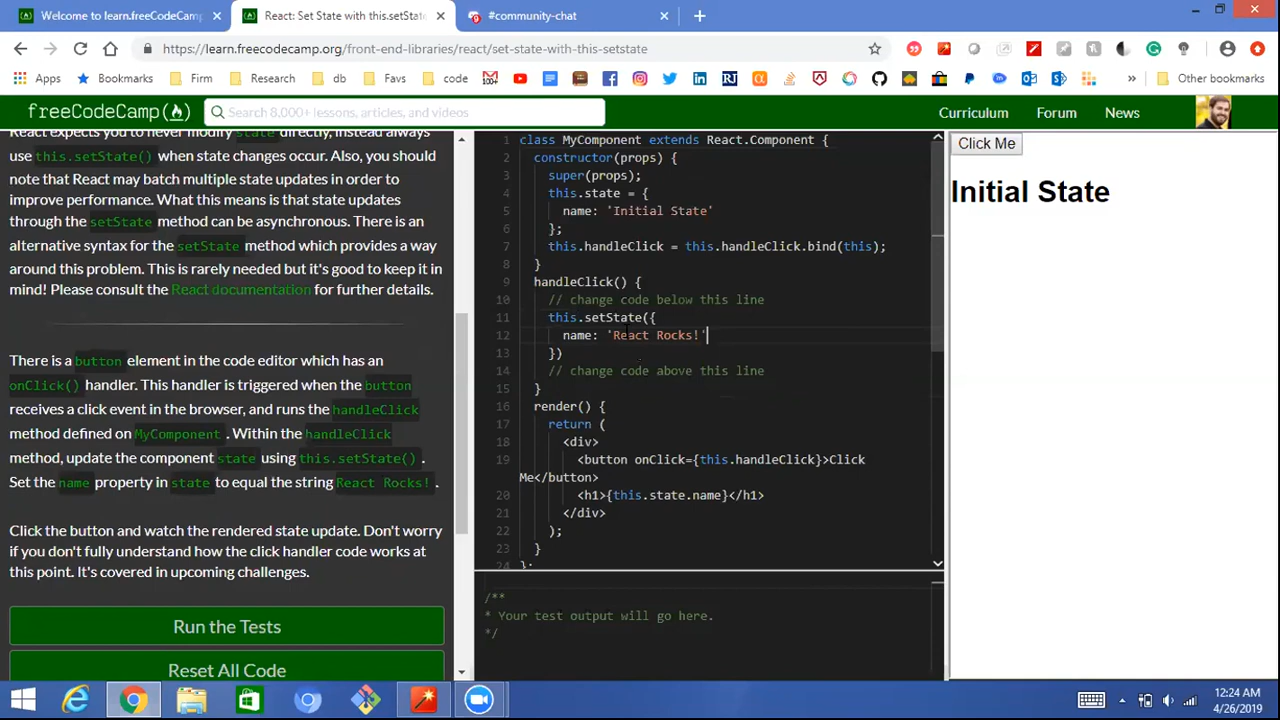 Welcome to learn.freeCodeCamp
React: Set State with this.setState
#community-chat
https://learn.freecodecamp.org/front-end-libraries/react/set-state-with-this-setstate
Apps
Bookmarks
Firm
Research
db
Favs
code
100+
»
Other bookmarks
freeCodeCamp
Search 8,000+ lessons, articles, and videos
Curriculum
Forum
News
React expects you to never modify state directly, instead always
use this.setState() when state changes occur. Also, you should
note that React may batch multiple state updates in order to
improve performance. What this means is that state updates
through the setState method can be asynchronous. There is an
alternative syntax for the setState method which provides a way
around this problem. This is rarely needed but it's good to keep it in
mind! Please consult the React documentation for further details.
There is a button element in the code editor which has an
onClick() handler. This handler is triggered when the button
receives a click event in the browser, and runs the handleClick
method defined on MyComponent . Within the handleClick
method, update the component state using this.setState() .
Set the name property in state to equal the string React Rocks! .
Click the button and watch the rendered state update. Don't worry
if you don't fully understand how the click handler code works at
this point. It's covered in upcoming challenges.
Run the Tests
Reset All Code
1 class MyComponent extends React.Component {
2 constructor(props) {
3 super(props);
4 this.state = {
5 name: 'Initial State'
6 };
7 this.handleClick = this.handleClick.bind(this);
8 }
9 handleClick() {
10 // change code below this line
11 this.setState({
12 name: 'React Rocks!'
13 })
14 // change code above this line
15 }
16 render() {
17 return (
18 <div>
19 <button onClick={this.handleClick}>Click
Me</button>
20 <h1>{this.state.name}</h1>
21 </div>
22 );
23 }
24 };
/**
* Your test output will go here.
*/
Click Me
Initial State
12:24 AM
4/26/2019